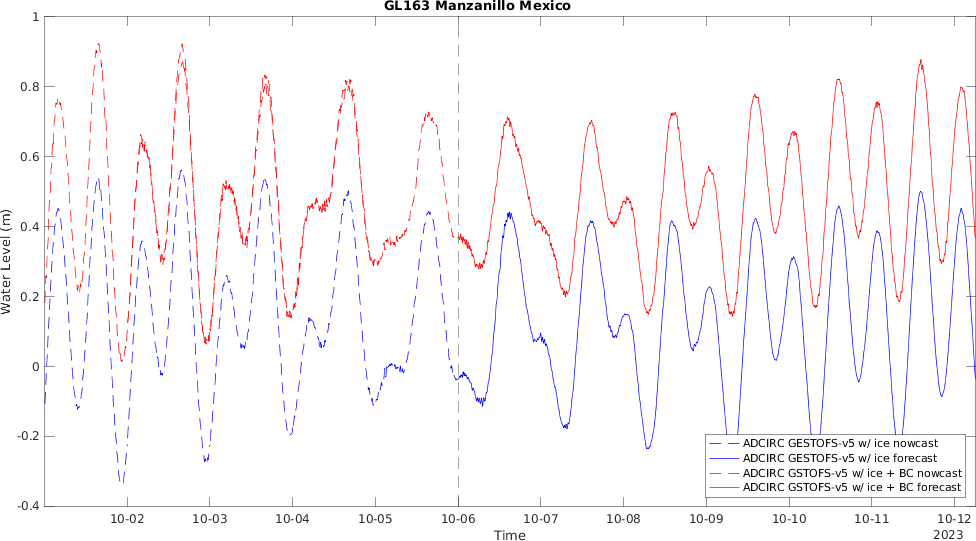 GL163 Manzanillo Mexico
1
0.8
0.6
0.4
0.2
0
-0.2
-0.4
Water Level (m)
ADCIRC GESTOFS-v5 w/ ice nowcast
ADCIRC GESTOFS-v5 w/ ice forecast
ADCIRC GSTOFS-v5 w/ ice + BC nowcast
ADCIRC GSTOFS-v5 w/ ice + BC forecast
10-02 10-03 10-04 10-05 10-06 10-07 10-08 10-09 10-10 10-11 10-12
Time
2023